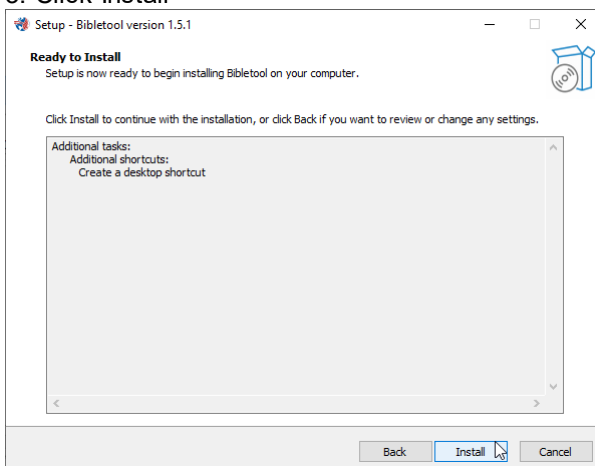 Setup - Bibletool version 1.5.1
Ready to Install
Setup is now ready to begin installing Bibletool on your computer.
Click Install to continue with the installation, or click Back if you want to review or change any settings.
Additional tasks:
Additional shortcuts:
Create a desktop shortcut
Back Install Cancel